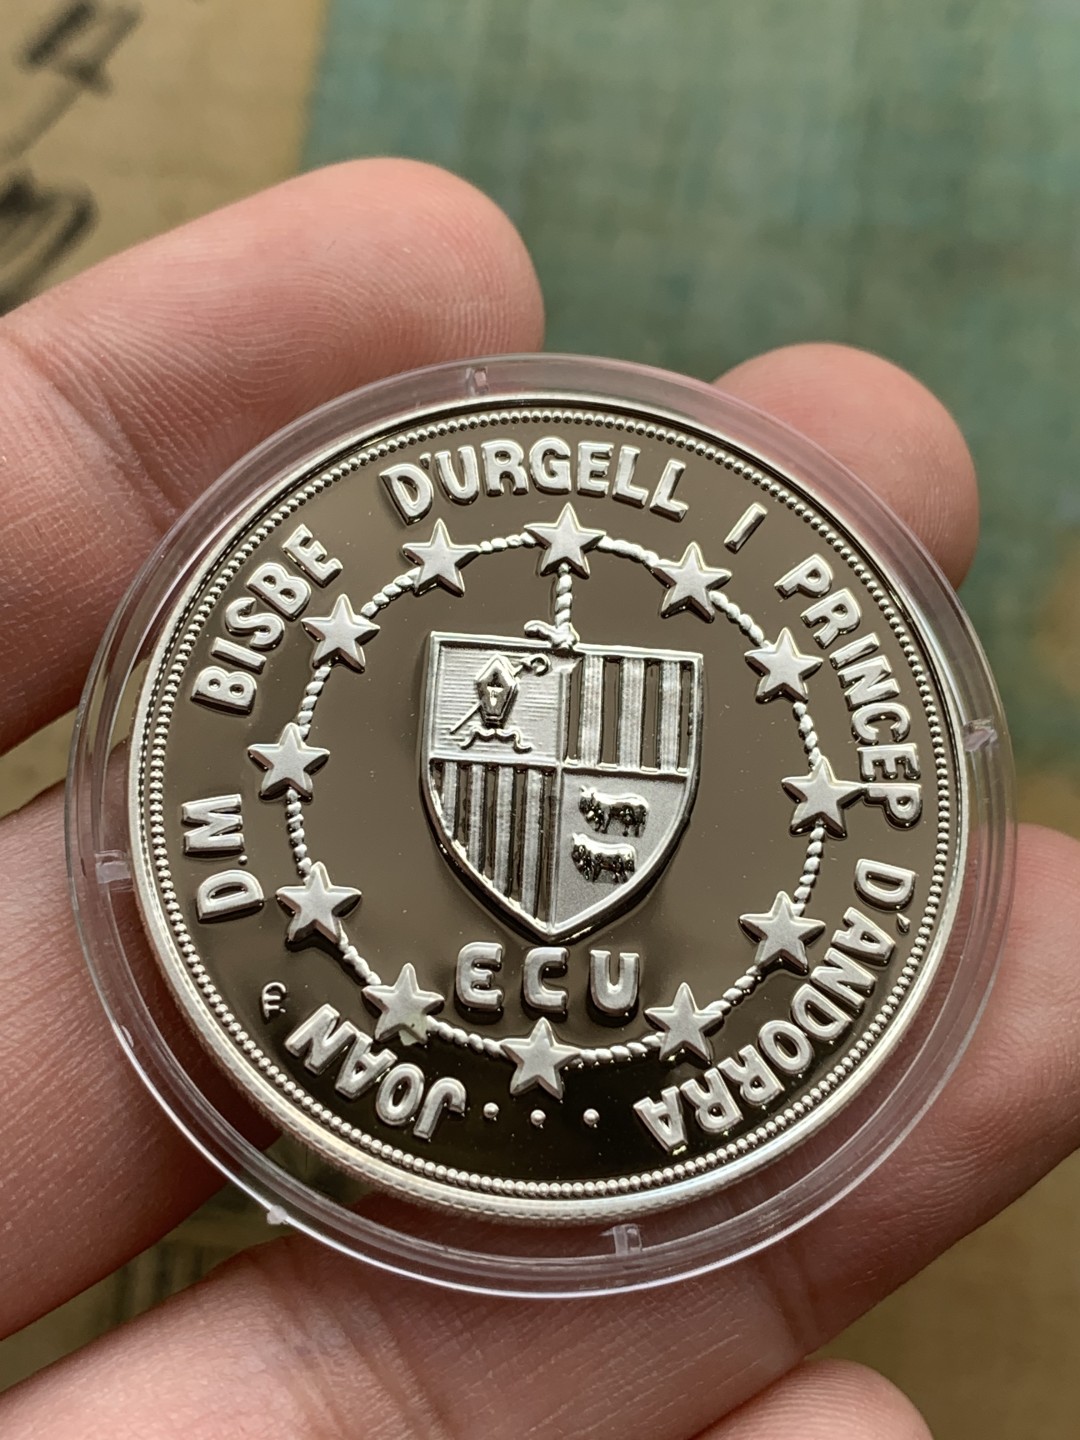 JOAN D.M BISBE D'URGELL I PRINCEP D'ANDORRA
ECU